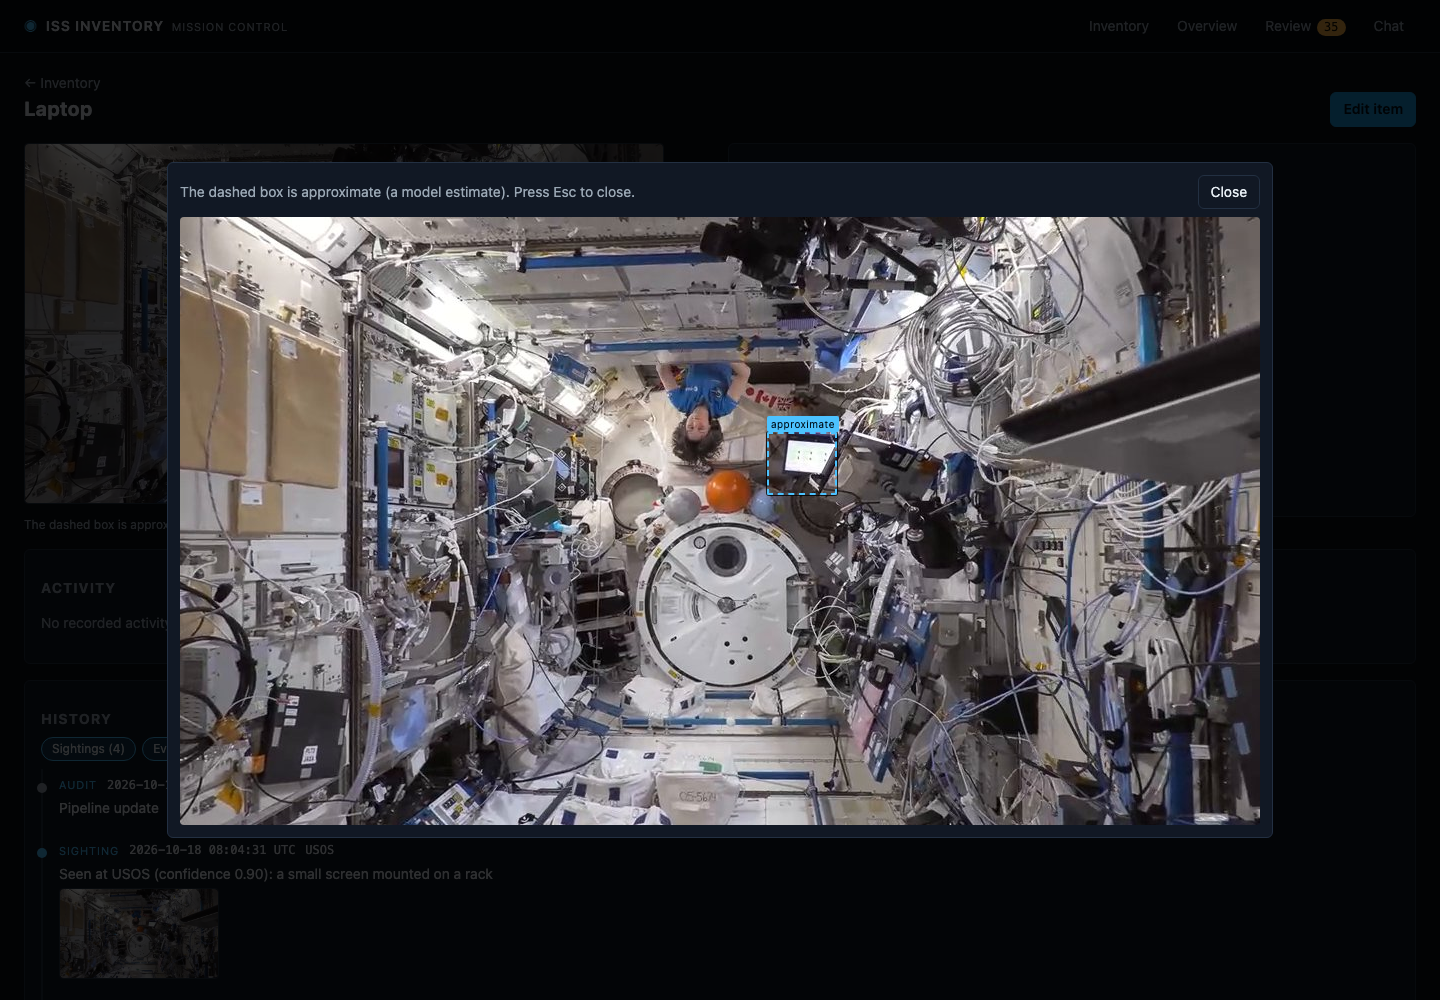 ISS INVENTORY MISSION CONTROL
Inventory
Overview
Review 35
Chat
← Inventory
Laptop
Edit item
The dashed box is approximate (a model estimate). Press Esc to close.
Close
approximate
The dashed box is approx
ACTIVITY
No recorded activity
HISTORY
Sightings (4)
Ev
AUDIT 2026-10-
Pipeline update
SIGHTING 2026-10-18 08:04:31 UTC USOS
Seen at USOS (confidence 0.90): a small screen mounted on a rack